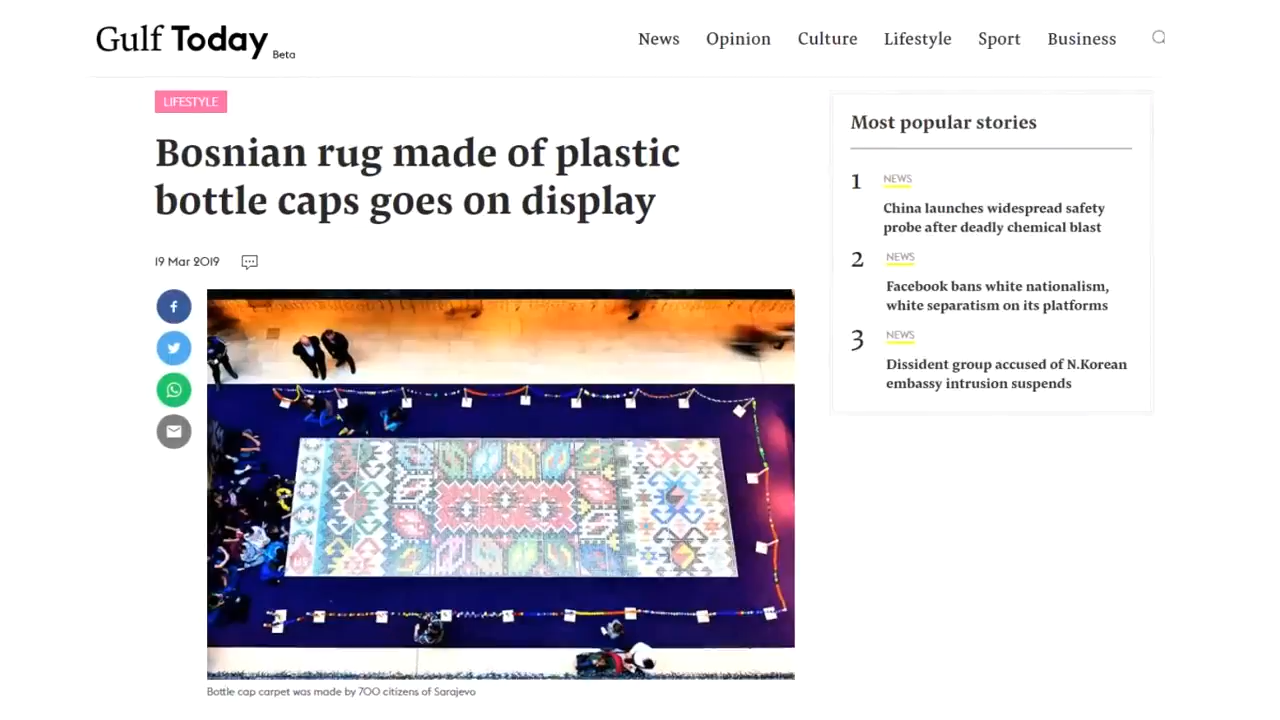 Gulf Today Beta
News Opinion Culture Lifestyle Sport Business
LIFESTYLE
Bosnian rug made of plastic
bottle caps goes on display
19 Mar 2019
Bottle cap carpet was made by 700 citizens of Sarajevo
Most popular stories
1 NEWS
China launches widespread safety
probe after deadly chemical blast
2 NEWS
Facebook bans white nationalism,
white separatism on its platforms
3 NEWS
Dissident group accused of N.Korean
embassy intrusion suspends